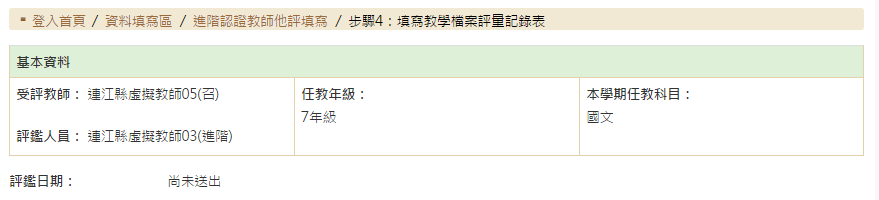 登入首頁 / 資料填寫區 / 進階認證教師他評填寫 / 步驟4：填寫教學檔案評量記錄表
基本資料
受評教師： 連江縣虛擬教師05(召)
評鑑人員： 連江縣虛擬教師03(進階)
任教年級：
7年級
本學期任教科目：
國文
評鑑日期： 尚未送出